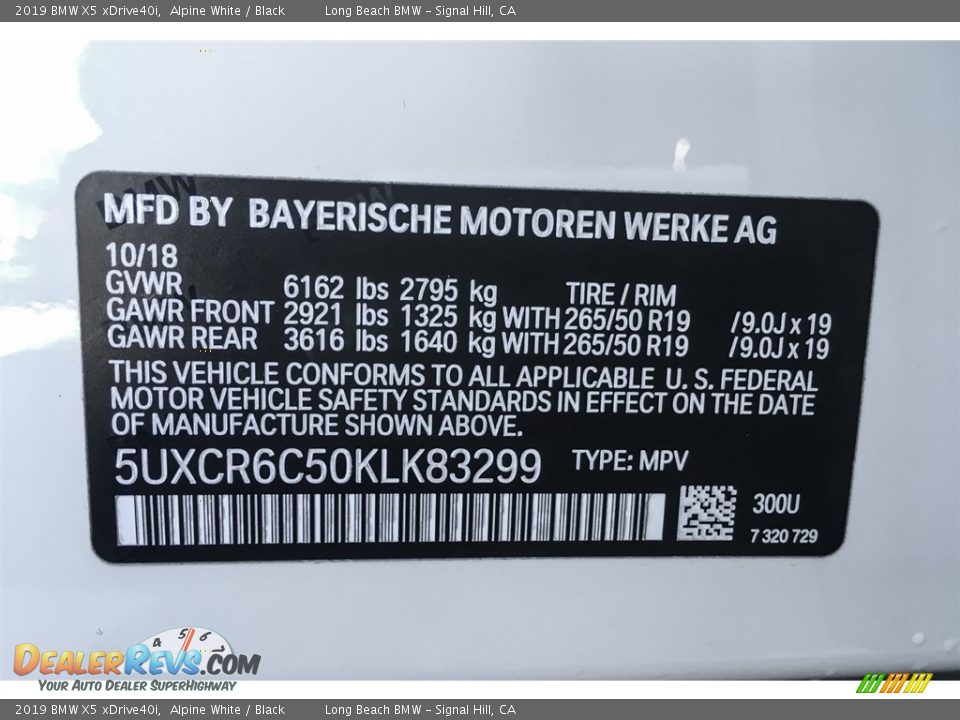 2019 BMW X5 xDrive40i, Alpine White / Black Long Beach BMW - Signal Hill, CA
MFD BY BAYERISCHE MOTOREN WERKE AG
10/18
GVWR 6162 lbs 2795 kg TIRE / RIM
GAWR FRONT 2921 lbs 1325 kg WITH 265/50 R19 /9.0J x 19
GAWR REAR 3616 lbs 1640 kg WITH 265/50 R19 /9.0J x 19
THIS VEHICLE CONFORMS TO ALL APPLICABLE U. S. FEDERAL
MOTOR VEHICLE SAFETY STANDARDS IN EFFECT ON THE DATE
OF MANUFACTURE SHOWN ABOVE.
5UXCR6C50KLK83299 TYPE: MPV
300U
7 320 729
4 5 6 7
DEALERREVS.COM
YOUR AUTO DEALER SUPERHIGHWAY
2019 BMW X5 xDrive40i, Alpine White / Black Long Beach BMW - Signal Hill, CA